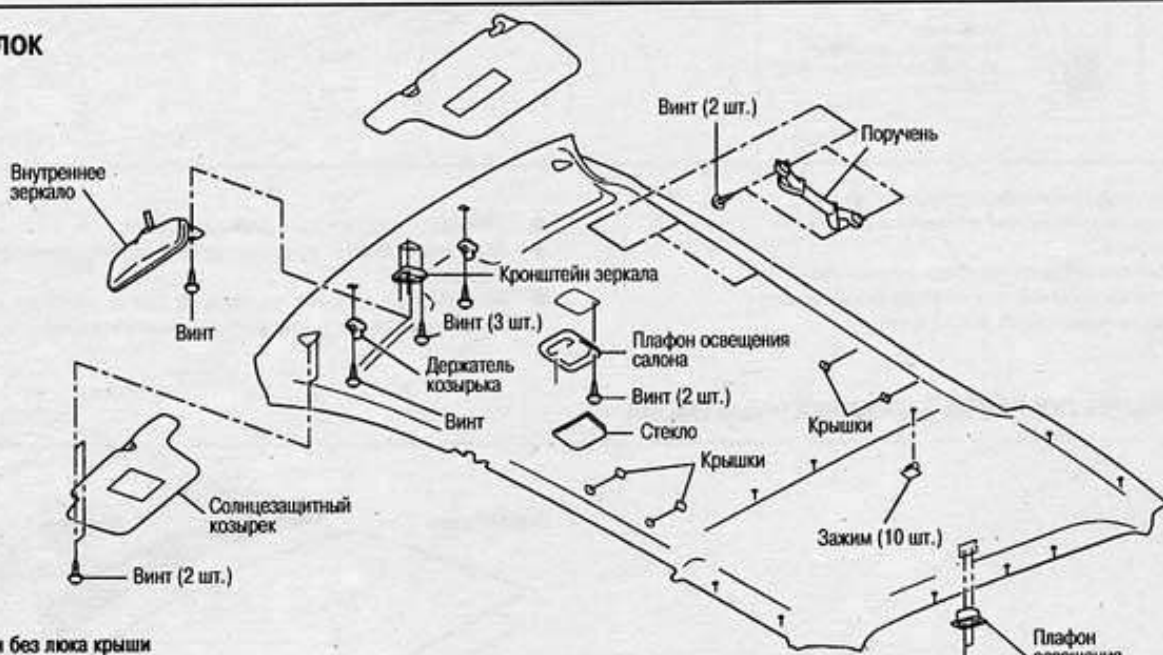 Винт (2 шт.)
Поручень
Внутреннее
зеркало
Кронштейн зеркала
Винт
Винт (3 шт.)
Плафон освещения
салона
Держатель
козырька
Винт (2 шт.)
Винт
Стекло
Крышки
Крышки
Солнцезащитный
козырек
Зажим (10 шт.)
Винт (2 шт.)
без люка крыши
Плафон